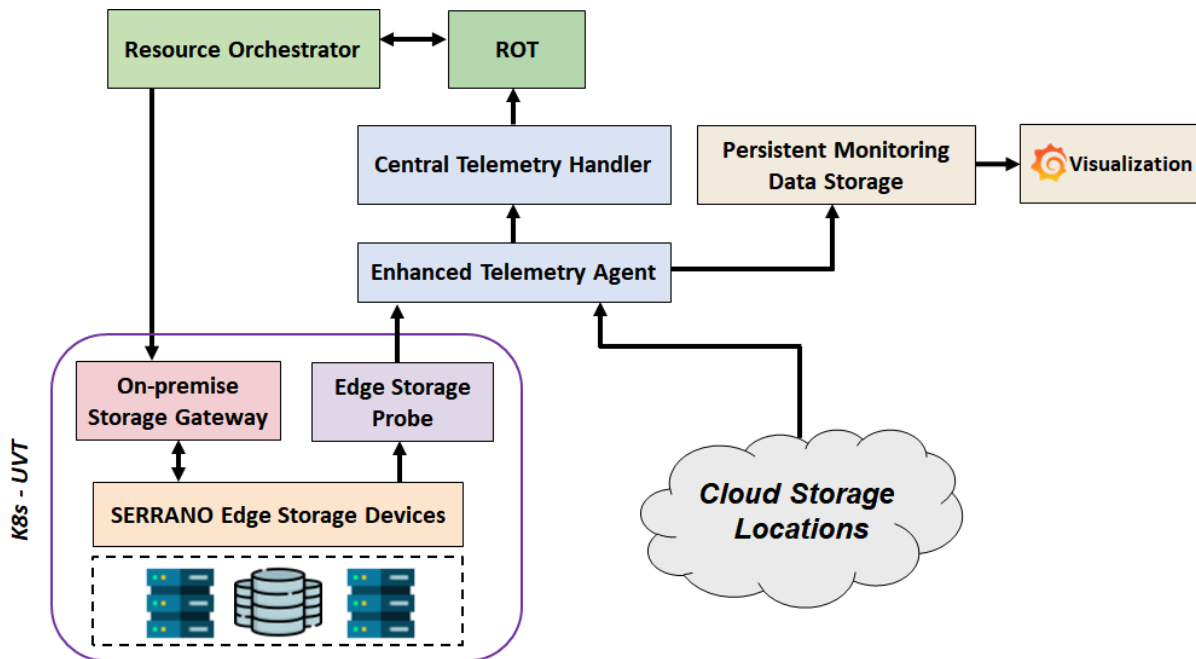 Resource Orchestrator
ROT
Central Telemetry Handler
Persistent Monitoring
Data Storage
Visualization
Enhanced Telemetry Agent
On-premise
Storage Gateway
Edge Storage
Probe
K8s - UVT
SERRANO Edge Storage Devices
Cloud Storage
Locations